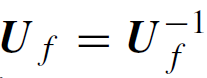 𝑼_f = 𝑼_f^{-1}